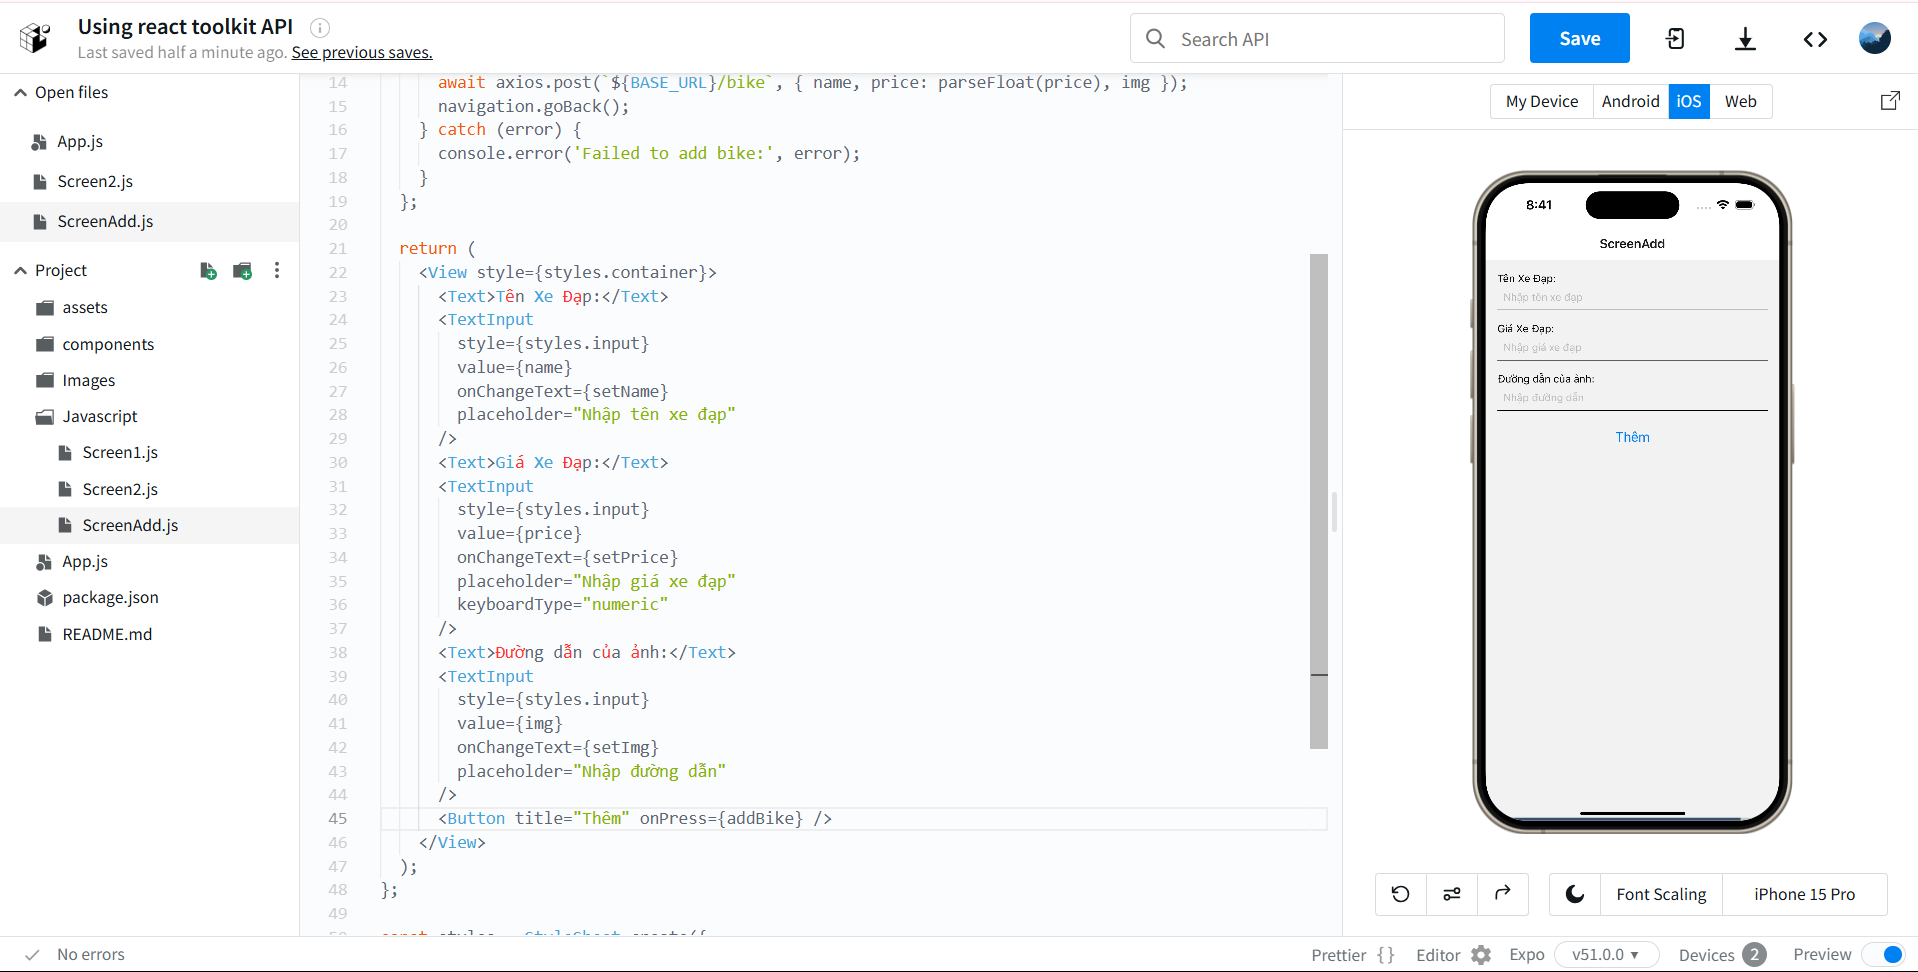 Using react toolkit API
Last saved half a minute ago. See previous saves.
Search API
Save
Open files
App.js
Screen2.js
ScreenAdd.js
Project
assets
components
Images
Javascript
Screen1.js
Screen2.js
ScreenAdd.js
App.js
package.json
README.md
14 await axios.post(`${BASE_URL}/bike`, { name, price: parseFloat(price), img });
15 navigation.goBack();
16 } catch (error) {
17 console.error('Failed to add bike:', error);
18 }
19 };
20
21 return (
22 <View style={styles.container}>
23 <Text>Tên Xe Đạp:</Text>
24 <TextInput
25 style={styles.input}
26 value={name}
27 onChangeText={setName}
28 placeholder="Nhập tên xe đạp"
29 />
30 <Text>Giá Xe Đạp:</Text>
31 <TextInput
32 style={styles.input}
33 value={price}
34 onChangeText={setPrice}
35 placeholder="Nhập giá xe đạp"
36 keyboardType="numeric"
37 />
38 <Text>Đường dẫn của ảnh:</Text>
39 <TextInput
40 style={styles.input}
41 value={img}
42 onChangeText={setImg}
43 placeholder="Nhập đường dẫn"
44 />
45 <Button title="Thêm" onPress={addBike} />
46 </View>
47 );
48 };
49
50 const styles = StyleSheet.create({
My Device Android iOS Web
8:41
ScreenAdd
Tên Xe Đạp:
Nhập tên xe đạp
Giá Xe Đạp:
Nhập giá xe đạp
Đường dẫn của ảnh:
Nhập đường dẫn
Thêm
Font Scaling iPhone 15 Pro
No errors
Prettier {} Editor Expo v51.0.0 Devices 2 Preview